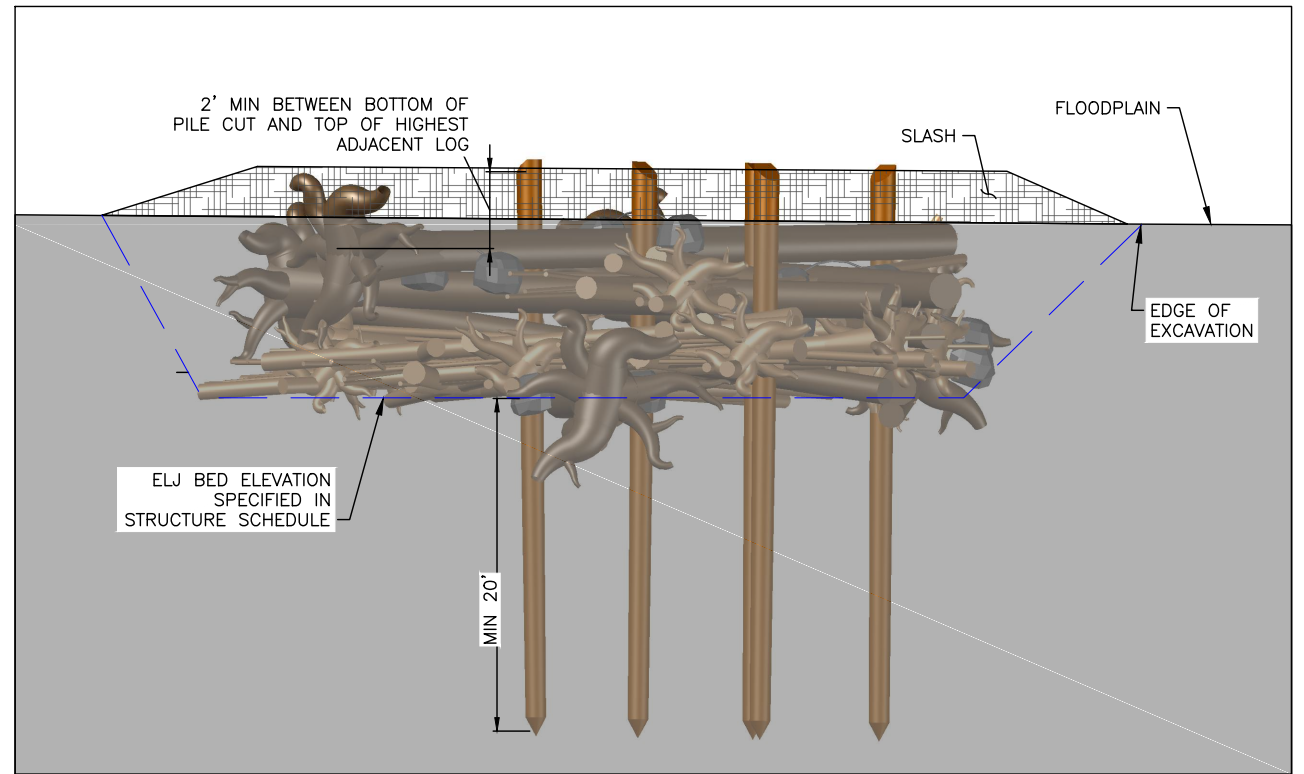 2' MIN BETWEEN BOTTOM OF
PILE CUT AND TOP OF HIGHEST
ADJACENT LOG
FLOODPLAIN
SLASH
EDGE OF
EXCAVATION
ELJ BED ELEVATION
SPECIFIED IN
STRUCTURE SCHEDULE
MIN 20'